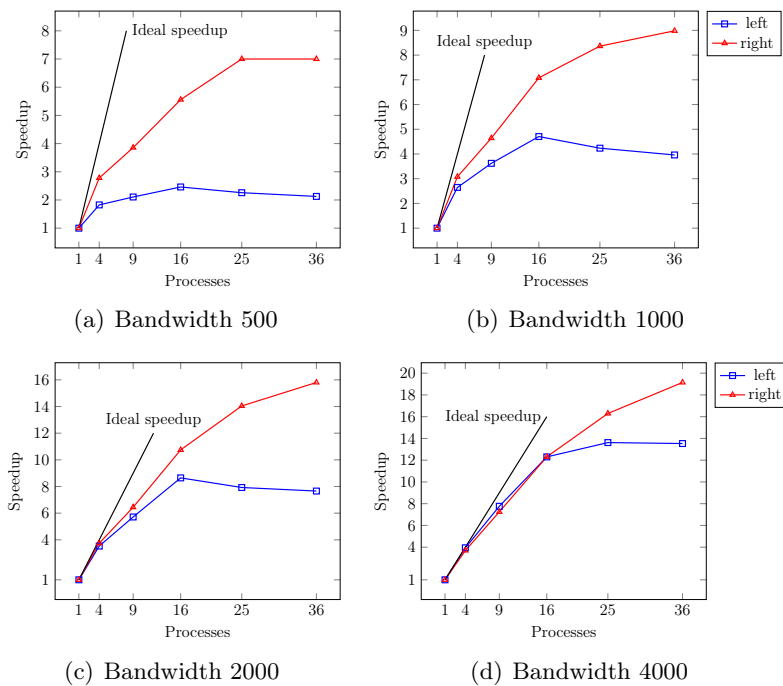 8
7
6
5
4
3
2
1
Speedup
Ideal speedup
1 4 9 16 25 36
Processes
(a) Bandwidth 500
9
8
7
6
5
4
3
2
1
Speedup
Ideal speedup
1 4 9 16 25 36
Processes
left
right
(b) Bandwidth 1000
16
14
12
10
8
6
4
1
Speedup
Ideal speedup
1 4 9 16 25 36
Processes
(c) Bandwidth 2000
20
18
16
14
12
10
8
6
4
1
Speedup
Ideal speedup
1 4 9 16 25 36
Processes
left
right
(d) Bandwidth 4000